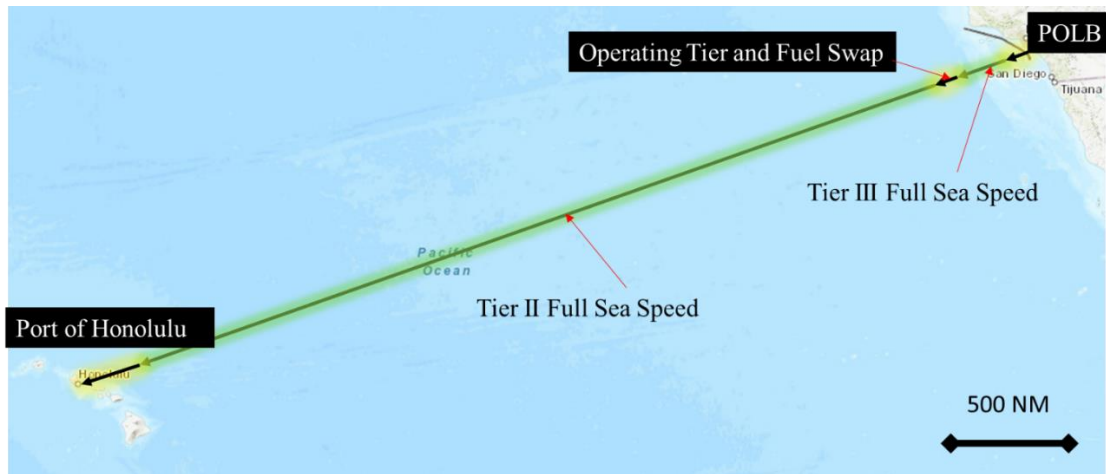 POLB
Operating Tier and Fuel Swap
San Diego
Tijuana
Tier III Full Sea Speed
Pacific
Ocean
Tier II Full Sea Speed
Port of Honolulu
Honolulu
500 NM